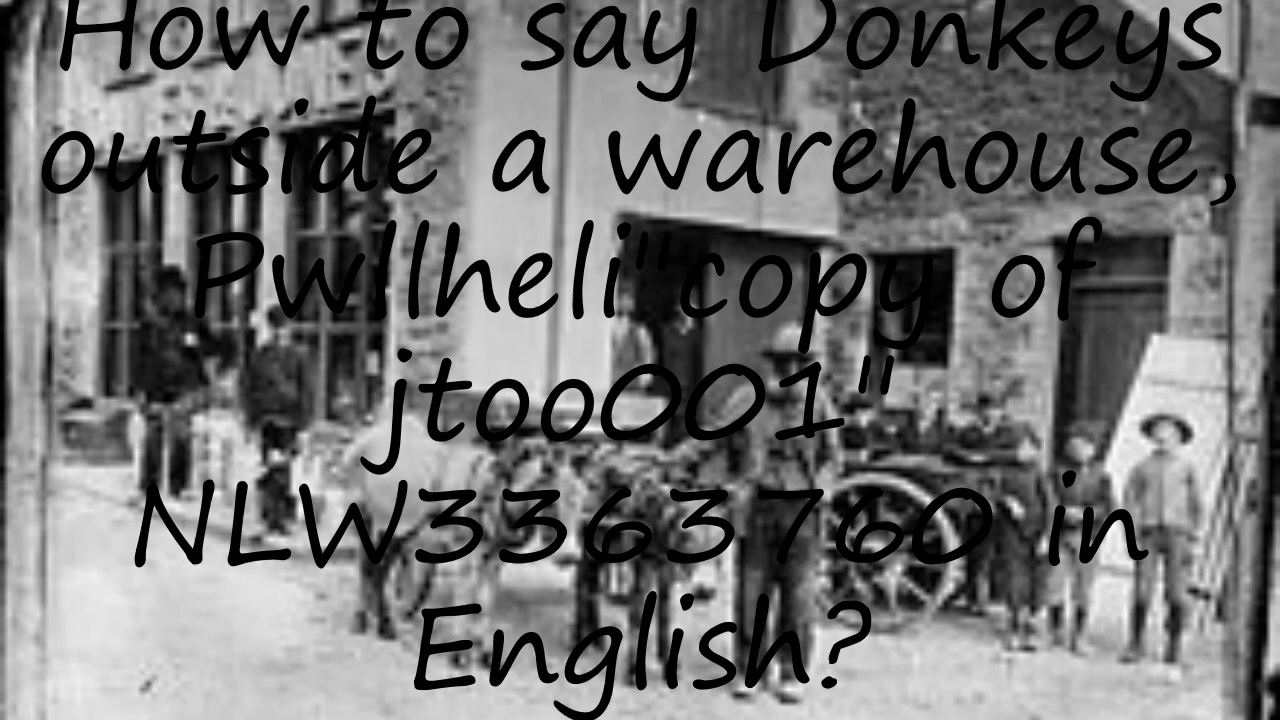 How to say Donkeys
outside a warehouse,
Pwllheli"copy of
jtoo001"
NLW3363760 in
English?